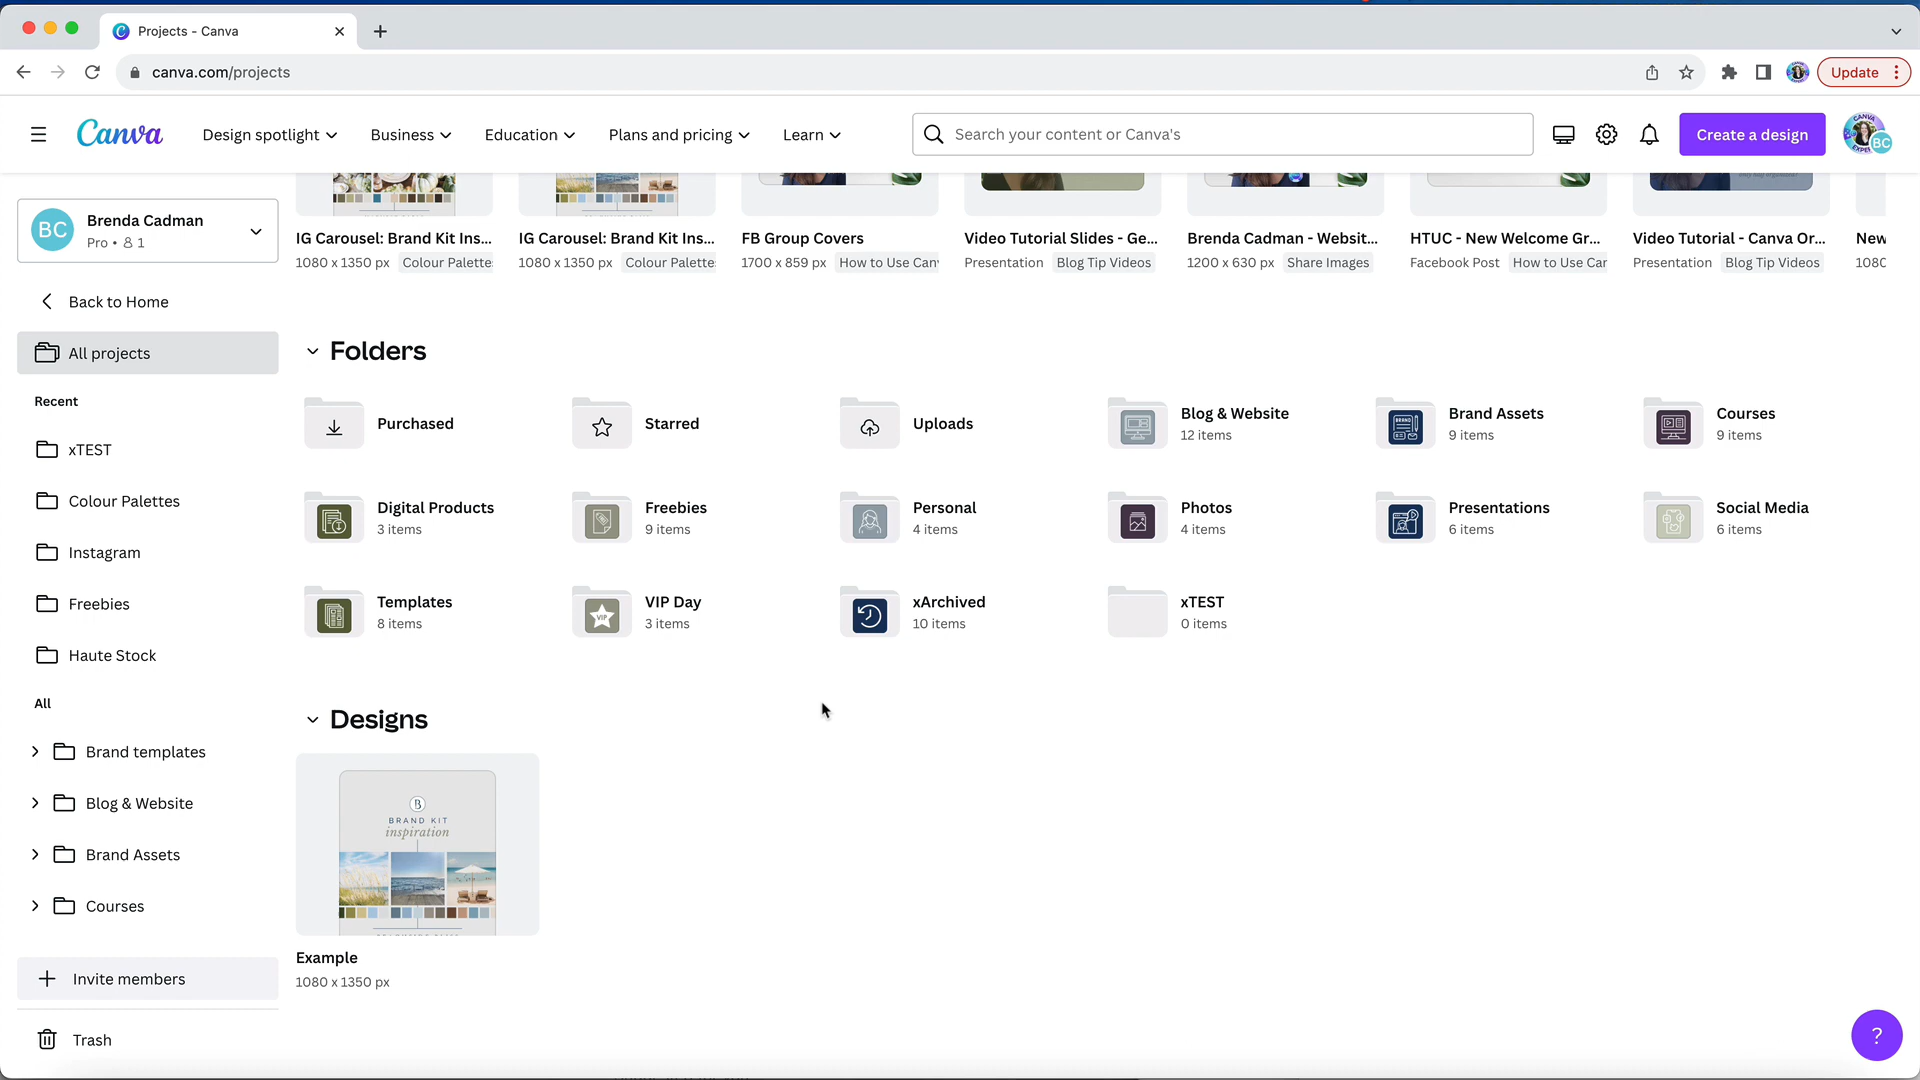 Projects - Canva
canva.com/projects
Update
Canva
Design spotlight
Business
Education
Plans and pricing
Learn
Search your content or Canva's
Create a design
BC
BC
Brenda Cadman
Pro • 1
Back to Home
All projects
Recent
xTEST
Colour Palettes
Instagram
Freebies
Haute Stock
All
Brand templates
Blog & Website
Brand Assets
Courses
Invite members
Trash
IG Carousel: Brand Kit Ins...
1080 x 1350 px Colour Palettes
IG Carousel: Brand Kit Ins...
1080 x 1350 px Colour Palettes
FB Group Covers
1700 x 859 px How to Use Can
Video Tutorial Slides - Ge...
Presentation Blog Tip Videos
Brenda Cadman - Websit...
1200 x 630 px Share Images
HTUC - New Welcome Gr...
Facebook Post How to Use Car
Video Tutorial - Canva Or...
Presentation Blog Tip Videos
New
1080
Folders
Purchased
Starred
Uploads
Blog & Website
12 items
Brand Assets
9 items
Courses
9 items
Digital Products
3 items
Freebies
9 items
Personal
4 items
Photos
4 items
Presentations
6 items
Social Media
6 items
Templates
8 items
VIP
VIP Day
3 items
xArchived
10 items
xTEST
0 items
Designs
B
BRAND KIT
inspiration
Example
1080 x 1350 px
?